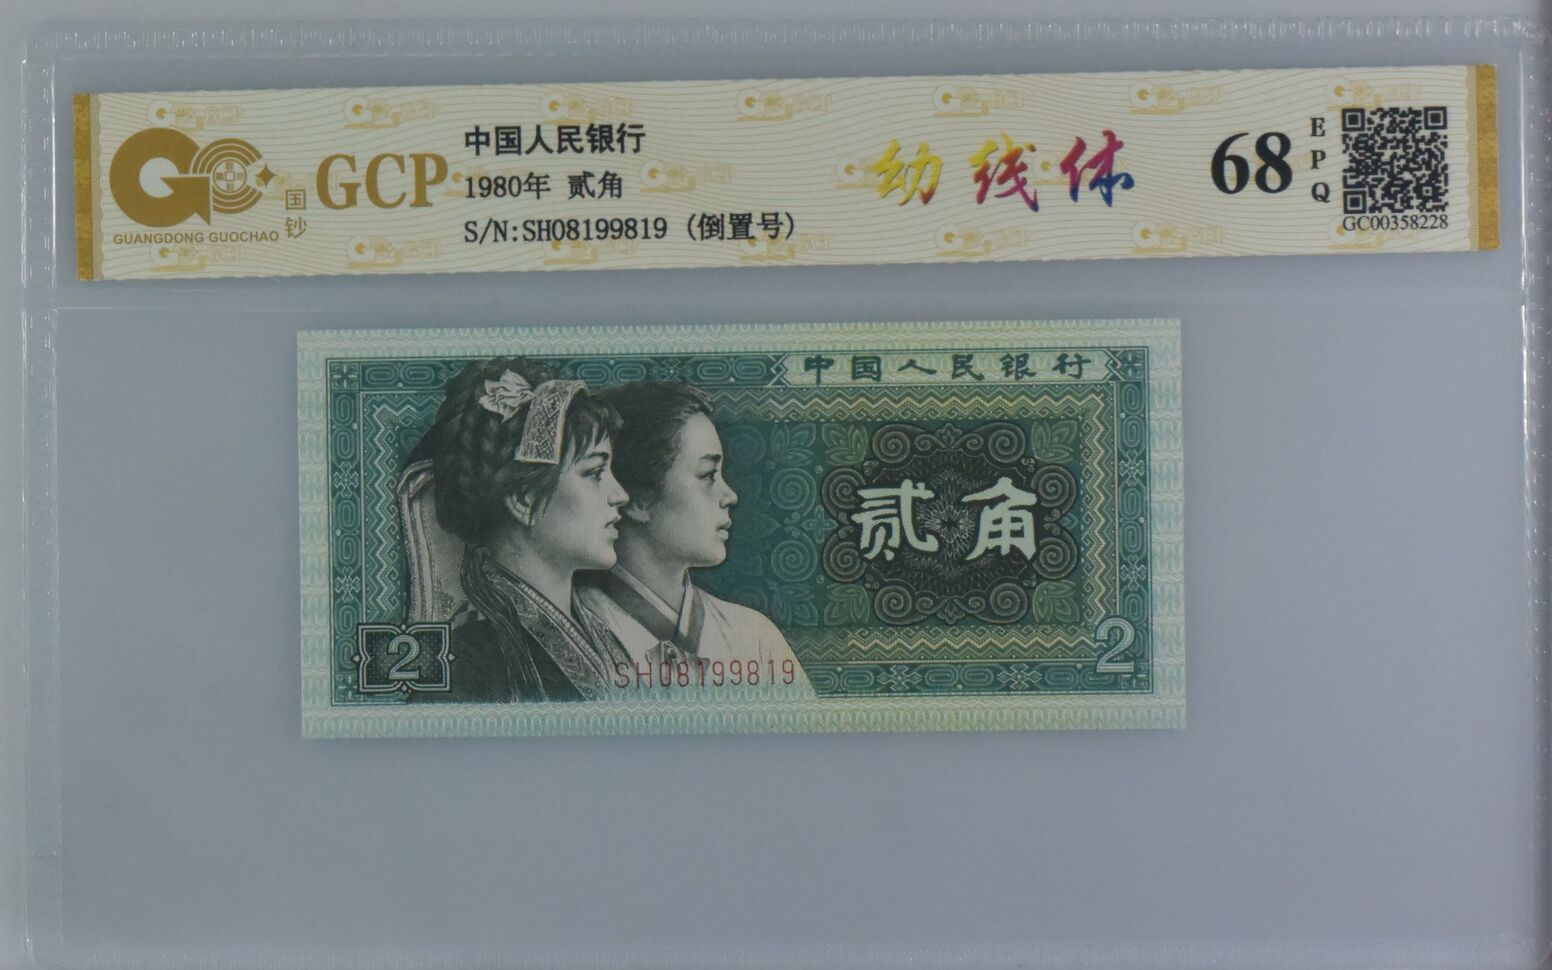 中国人民银行
1980年 贰角
S/N:SH08199819 (倒置号)
GCP
国钞
GUANGDONG GUOCHAO
幼线体
68
EPQ
GC00358228
中国人民银行
贰角
2
2
SH08199819